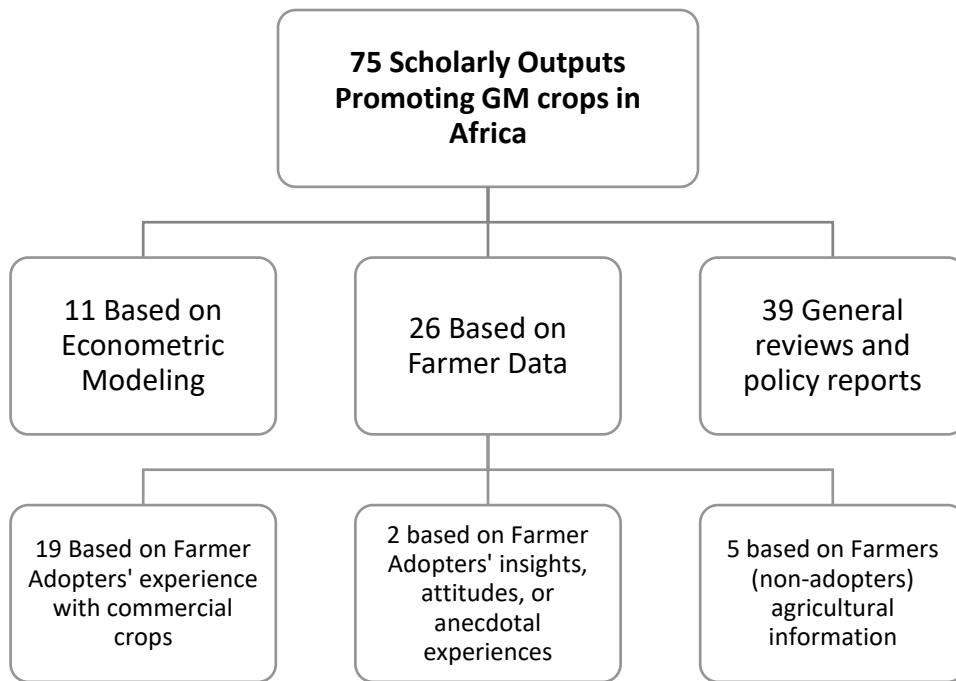 75 Scholarly Outputs
Promoting GM crops in
Africa
11 Based on
Econometric
Modeling
26 Based on
Farmer Data
39 General
reviews and
policy reports
19 Based on Farmer
Adopters' experience
with commercial
crops
2 based on Farmer
Adopters' insights,
attitudes, or
anecdotal
experiences
5 based on Farmers
(non-adopters)
agricultural
information